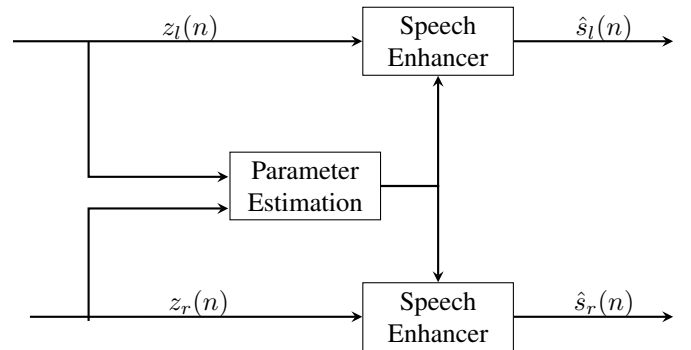 z_l(n)
Speech
Enhancer
ŝ_l(n)
Parameter
Estimation
z_r(n)
Speech
Enhancer
ŝ_r(n)